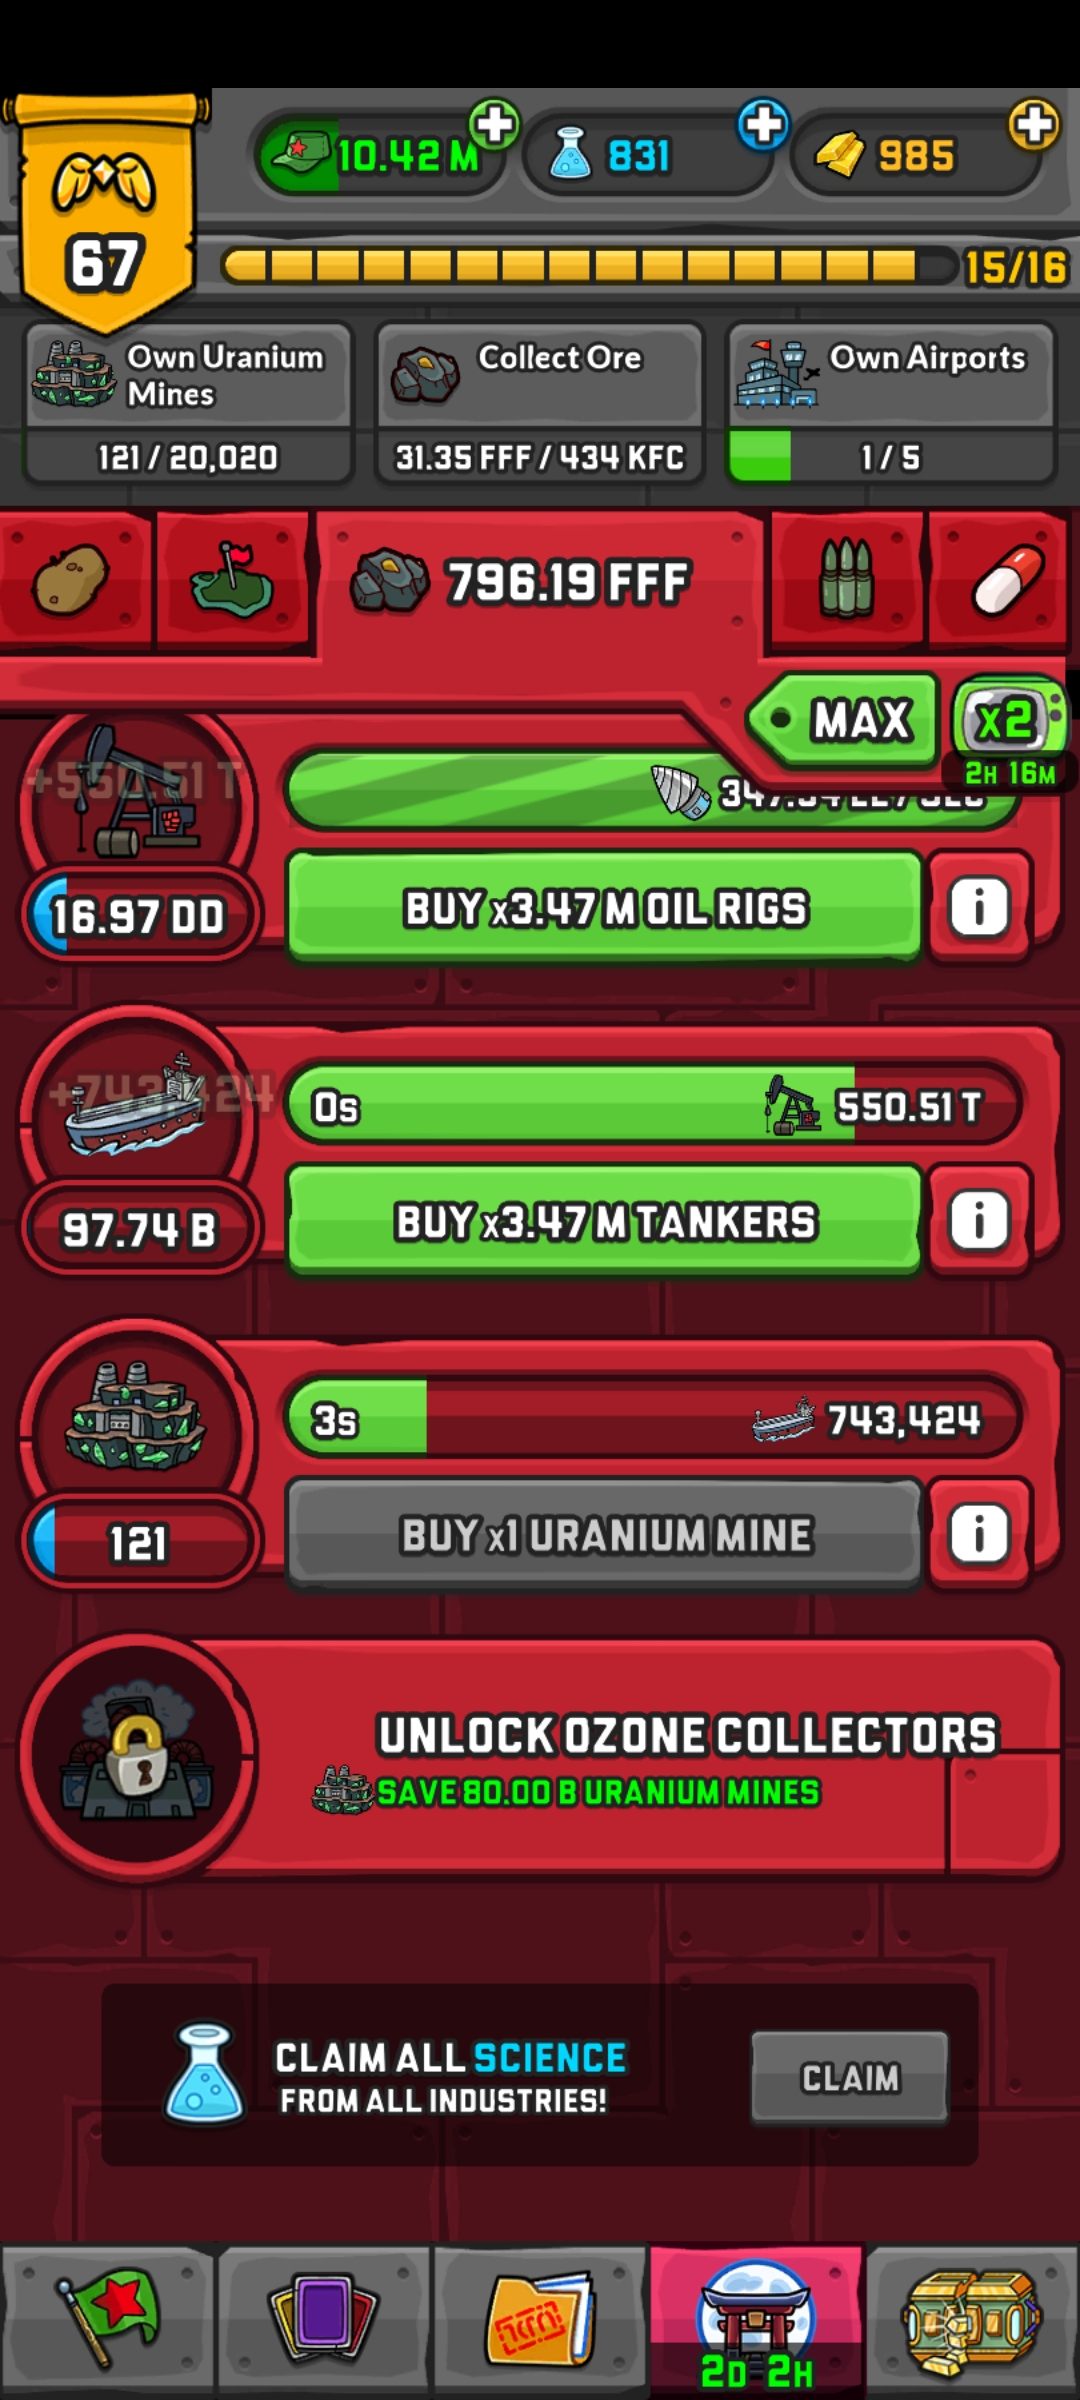 10.42 M
831
985
67
15/16
Own Uranium
Mines
121 / 20,020
Collect Ore
31.35 FFF / 434 KFC
Own Airports
1 / 5
796.19 FFF
MAX
x2
2H 16M
+550.51 T
16.97 DD
BUY x3.47 M OIL RIGS
i
+743,424
0s
550.51 T
97.74 B
BUY x3.47 M TANKERS
i
3s
743,424
121
BUY x1 URANIUM MINE
i
UNLOCK OZONE COLLECTORS
SAVE 80.00 B URANIUM MINES
CLAIM ALL SCIENCE
FROM ALL INDUSTRIES!
CLAIM
2D 2H